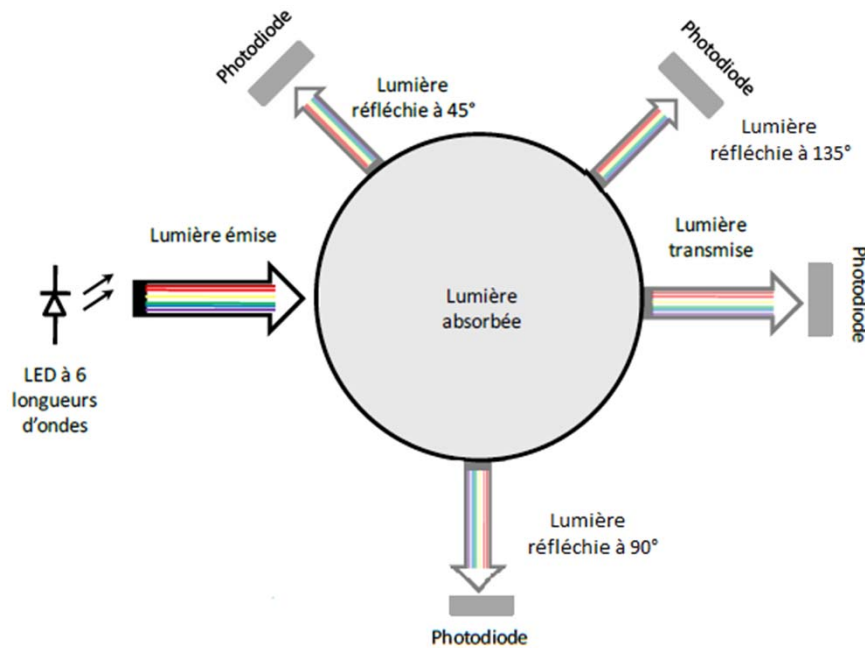 Photodiode
Lumière
réfléchie à 45°
Photodiode
Lumière
réfléchie à 135°
Lumière émise
Lumière
transmise
Photodiode
LED à 6
longueurs
d'ondes
Lumière
absorbée
Lumière
réfléchie à 90°
Photodiode